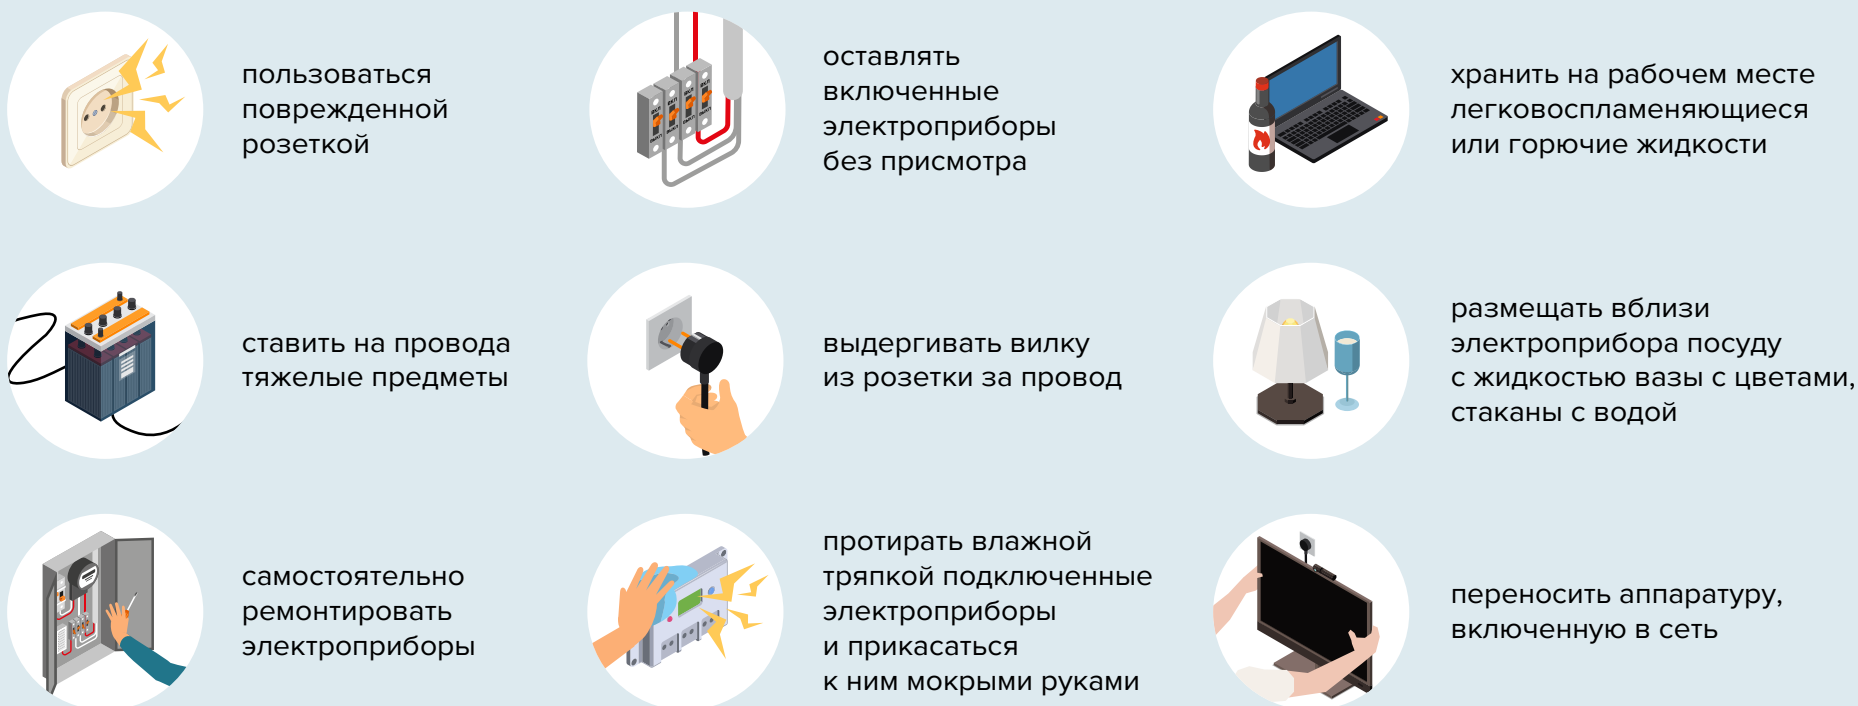 пользоваться
поврежденной
розеткой
оставлять
включенные
электроприборы
без присмотра
хранить на рабочем месте
легковоспламеняющиеся
или горючие жидкости
ставить на провода
тяжелые предметы
выдергивать вилку
из розетки за провод
размещать вблизи
электроприбора посуду
с жидкостью вазы с цветами,
стаканы с водой
самостоятельно
ремонтировать
электроприборы
протирать влажной
тряпкой подключенные
электроприборы
и прикасаться
к ним мокрыми руками
переносить аппаратуру,
включенную в сеть